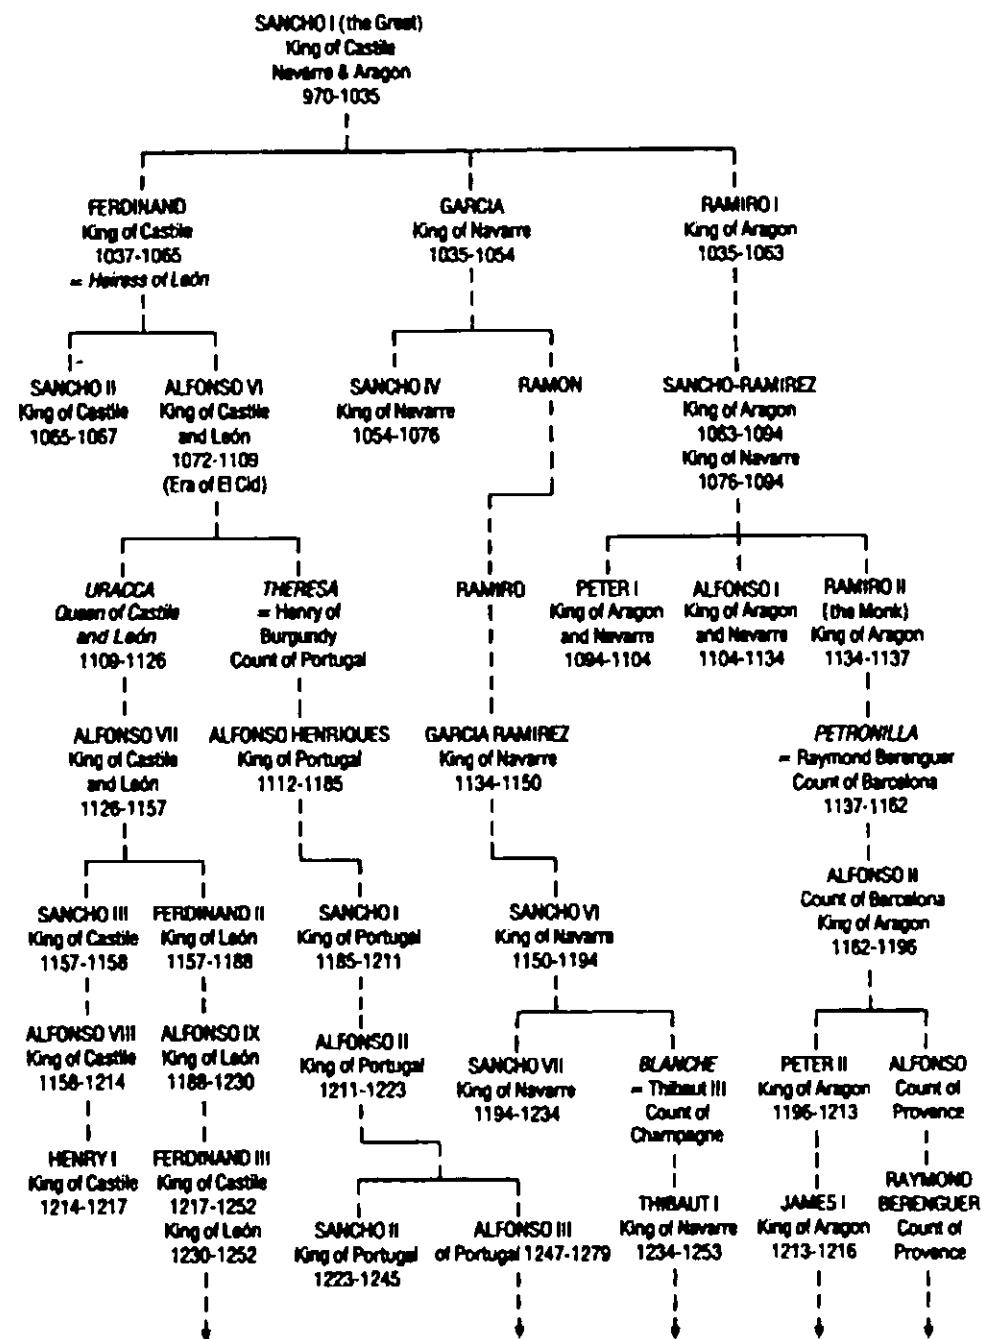 SANCHO I (the Great)
King of Castile
Navarre & Aragon
970-1035
FERDINAND
King of Castile
1037-1065
= Heiress of León
GARCIA
King of Navarre
1035-1054
RAMIRO I
King of Aragon
1035-1063
SANCHO II
King of Castile
1065-1067
ALFONSO VI
King of Castile
and León
1072-1109
(Era of El Cid)
SANCHO IV
King of Navarre
1054-1076
RAMON
SANCHO-RAMIREZ
King of Aragon
1063-1094
King of Navarre
1076-1094
URACCA
Queen of Castile
and León
1109-1126
THERESA
= Henry of
Burgundy
Count of Portugal
RAMIRO
PETER I
King of Aragon
and Navarre
1094-1104
ALFONSO I
King of Aragon
and Navarre
1104-1134
RAMIRO II
(the Monk)
King of Aragon
1134-1137
ALFONSO VII
King of Castile
and León
1126-1157
ALFONSO HENRIQUES
King of Portugal
1112-1185
GARCIA RAMIREZ
King of Navarre
1134-1150
PETRONILLA
= Raymond Berenguer
Count of Barcelona
1137-1162
SANCHO III
King of Castile
1157-1158
FERDINAND II
King of León
1157-1188
SANCHO I
King of Portugal
1185-1211
SANCHO VI
King of Navarre
1150-1194
ALFONSO II
Count of Barcelona
King of Aragon
1162-1196
ALFONSO VIII
King of Castile
1158-1214
ALFONSO IX
King of León
1188-1230
ALFONSO II
King of Portugal
1211-1223
SANCHO VII
King of Navarre
1194-1234
BLANCHE
= Thibaut III
Count of
Champagne
PETER II
King of Aragon
1196-1213
ALFONSO
Count of
Provence
HENRY I
King of Castile
1214-1217
FERDINAND III
King of Castile
1217-1252
King of León
1230-1252
SANCHO II
King of Portugal
1223-1245
ALFONSO III
of Portugal 1247-1279
THIBAUT I
King of Navarre
1234-1253
JAMES I
King of Aragon
1213-1216
RAYMOND
BERENGUER
Count of
Provence